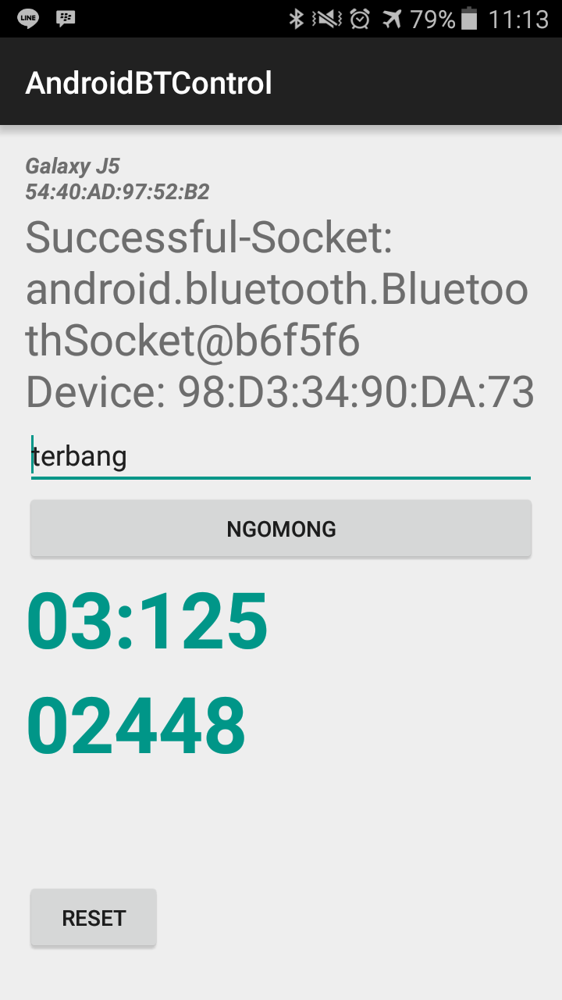 LINE
79% 11:13
AndroidBTControl
Galaxy J5
54:40:AD:97:52:B2
Successful-Socket:
android.bluetooth.Bluetoo
thSocket@b6f5f6
Device: 98:D3:34:90:DA:73
terbang
NGOMONG
03:125
02448
RESET